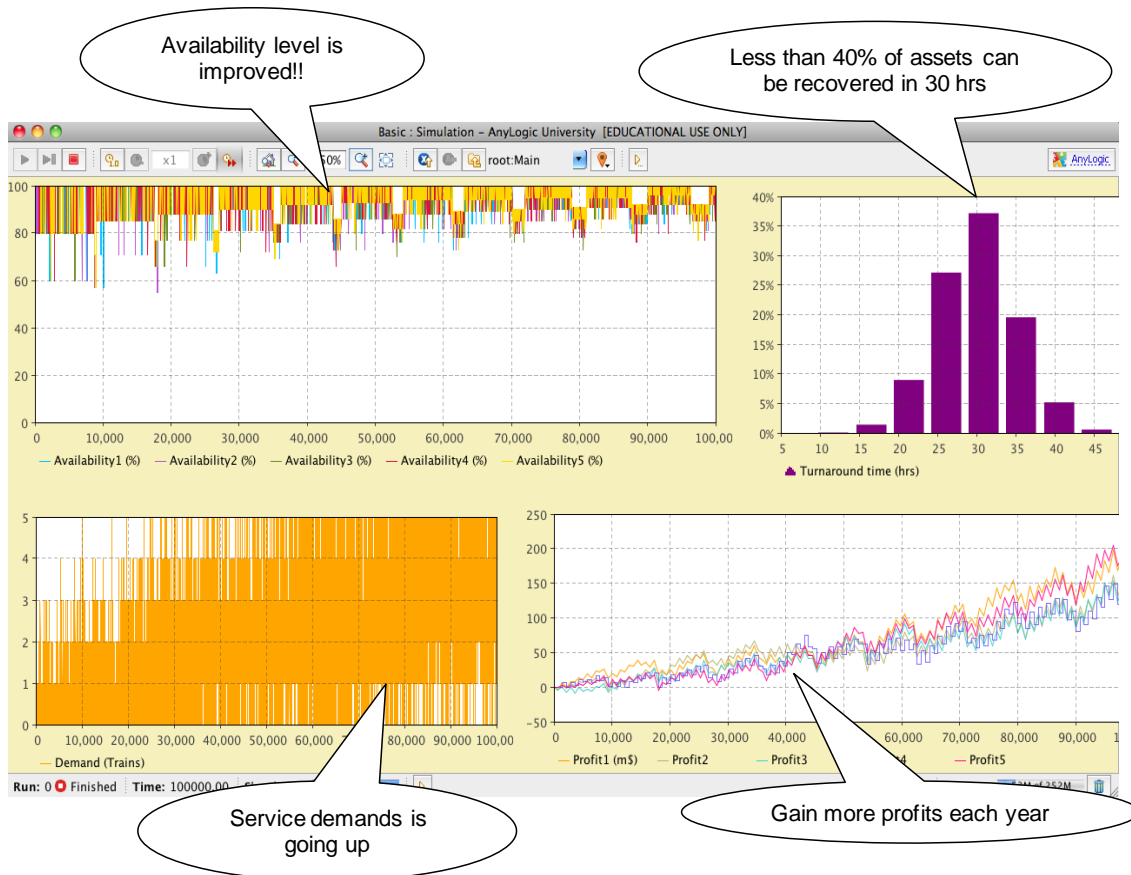 Availability level is
improved!!
Less than 40% of assets can
be recovered in 30 hrs
Basic : Simulation – AnyLogic University [EDUCATIONAL USE ONLY]
x1
root:Main
AnyLogic
100
80
60
40
20
0
0 10,000 20,000 30,000 40,000 50,000 60,000 70,000 80,000 90,000 100,00
Availability1 (%) Availability2 (%) Availability3 (%) Availability4 (%) Availability5 (%)
40%
35%
30%
25%
20%
15%
10%
5%
0%
5 10 15 20 25 30 35 40 45
Turnaround time (hrs)
5
4
3
2
1
0
0 10,000 20,000 30,000 40,000 50,000 60,000 80,000 90,000 100,00
Demand (Trains)
250
200
150
100
50
0
−50
0 10,000 20,000 30,000 40,000 60,000 70,000 80,000 90,000
Profit1 (m$) Profit2 Profit3 Profit5
Run: 0 Finished Time: 100000.00
Service demands is
going up
Gain more profits each year